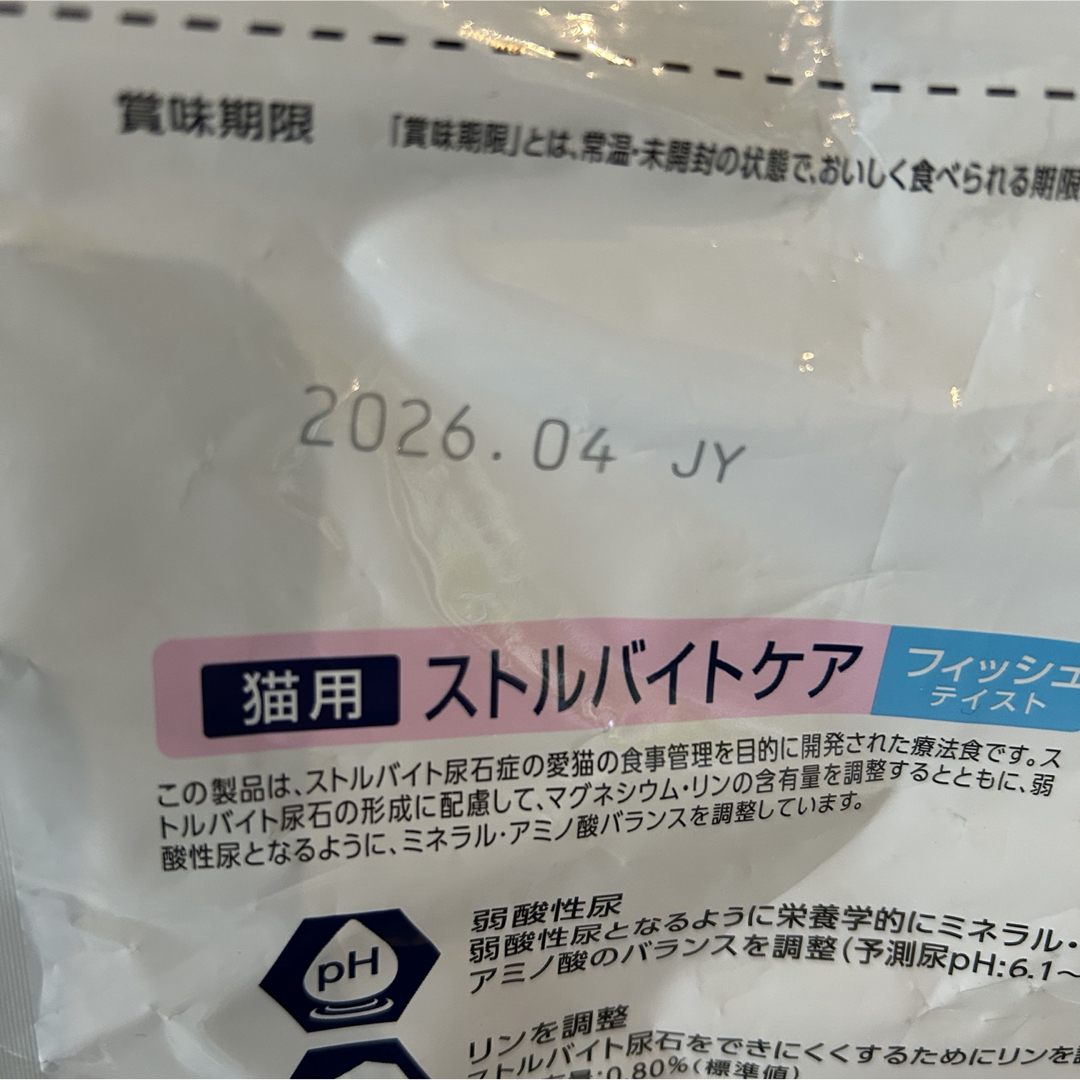 賞味期限
「賞味期限」とは、常温・未開封の状態で、おいしく食べられる期限
2026.04 JY
猫用 ストルバイトケア フィッシュ
テイスト
この製品は、ストルバイト尿石症の愛猫の食事管理を目的に開発された療法食です。ス
トルバイト尿石の形成に配慮して、マグネシウム・リンの含有量を調整するとともに、弱
酸性尿となるように、ミネラル・アミノ酸バランスを調整しています。
pH
弱酸性尿
弱酸性尿となるように栄養学的にミネラル・
アミノ酸のバランスを調整(予測尿pH:6.1~
リンを調整
ストルバイト尿石をできにくくするためにリンを
量:0.80%(標準値)